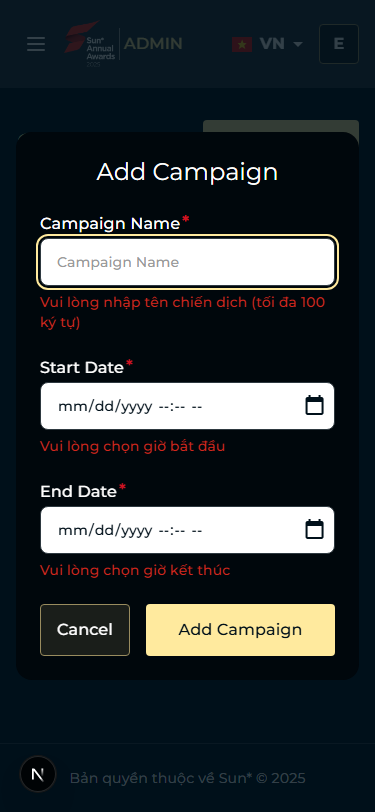 Sun*
Annual
Awards
2025
ADMIN
VN
E
Add Campaign
Campaign Name*
Campaign Name
Vui lòng nhập tên chiến dịch (tối đa 100
ký tự)
Start Date*
mm/dd/yyyy --:-- --
Vui lòng chọn giờ bắt đầu
End Date*
mm/dd/yyyy --:-- --
Vui lòng chọn giờ kết thúc
Cancel
Add Campaign
N
Bản quyền thuộc về Sun* © 2025